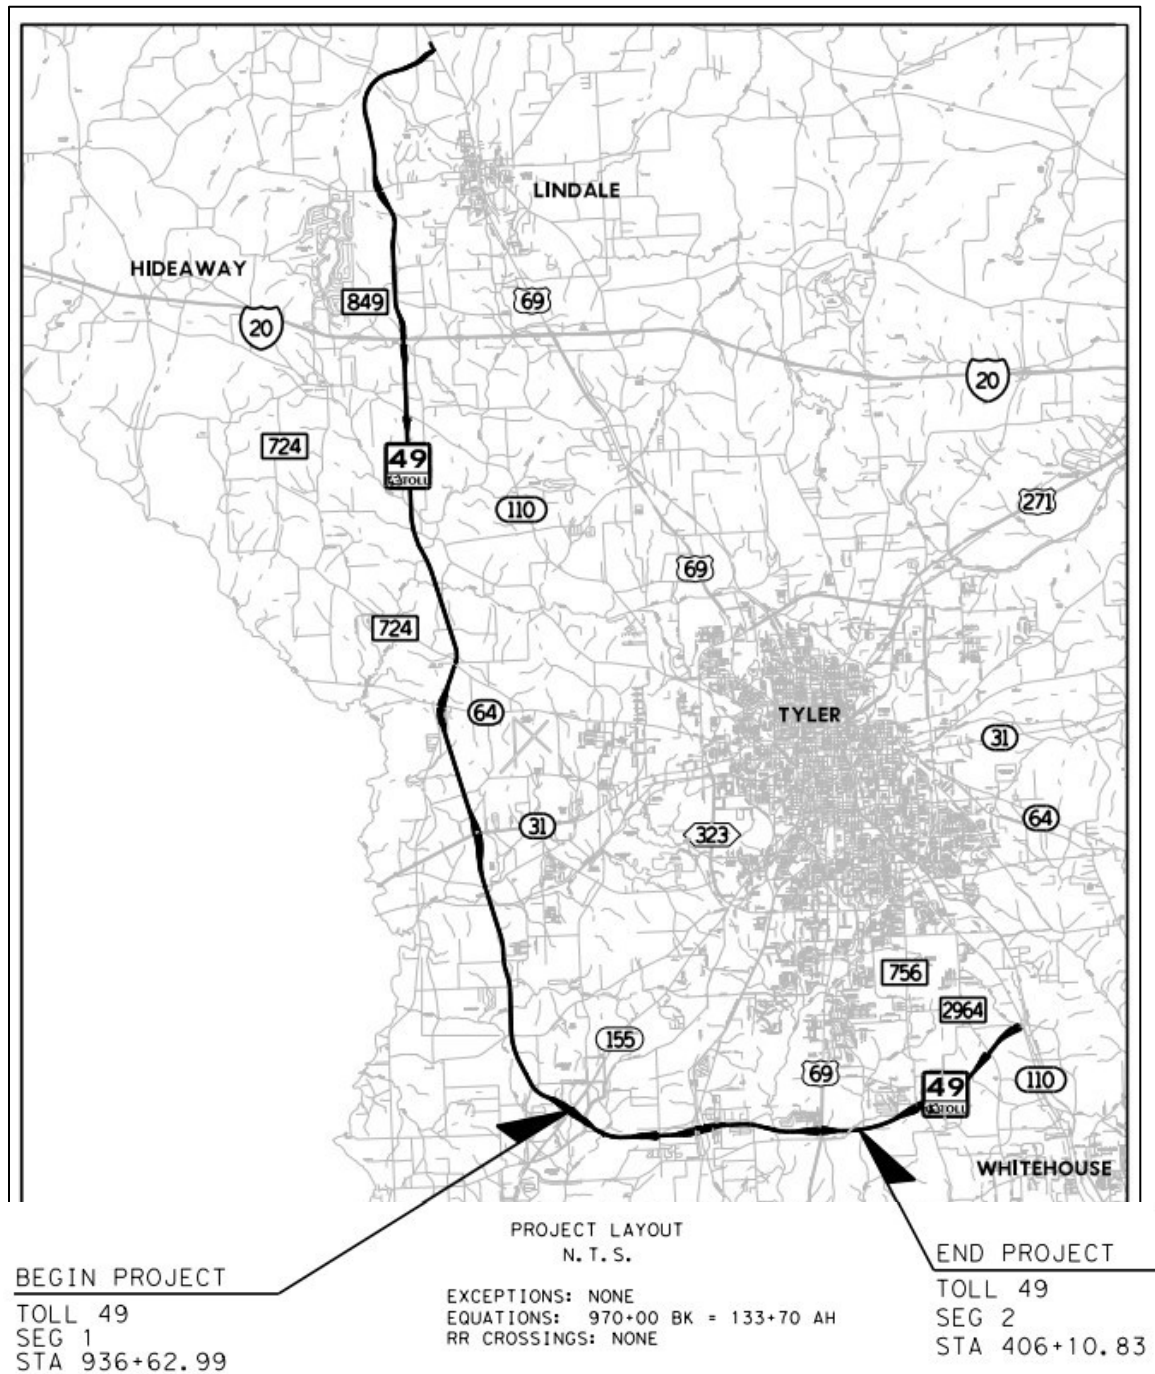 LINDALE
HIDEAWAY
849
69
20
20
724
49
TOLL
110
271
69
724
64
TYLER
31
31
323
64
756
2964
155
69
49
TOLL
110
WHITEHOUSE
PROJECT LAYOUT
N.T.S.
BEGIN PROJECT
TOLL 49
SEG 1
STA 936+62.99
EXCEPTIONS: NONE
EQUATIONS: 970+00 BK = 133+70 AH
RR CROSSINGS: NONE
END PROJECT
TOLL 49
SEG 2
STA 406+10.83